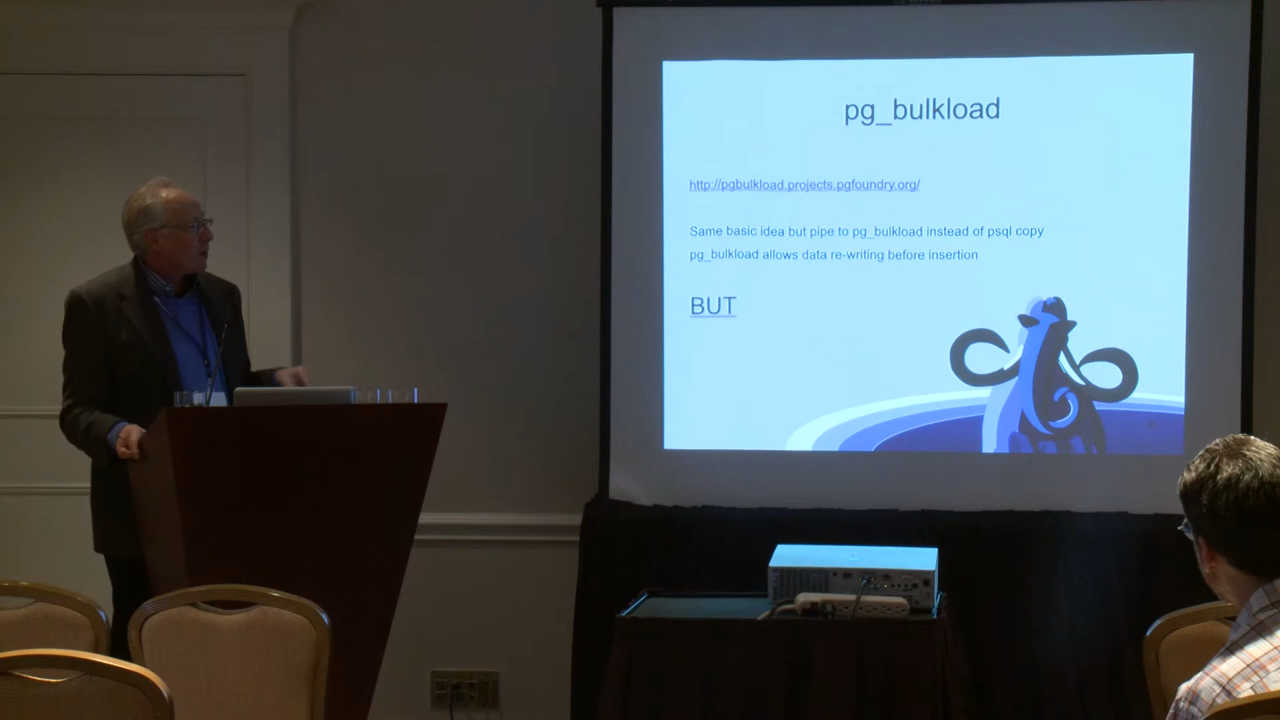 pg_bulkload
http://pgbulkload.projects.pgfoundry.org/
Same basic idea but pipe to pg_bulkload instead of psql copy
pg_bulkload allows data re-writing before insertion
BUT